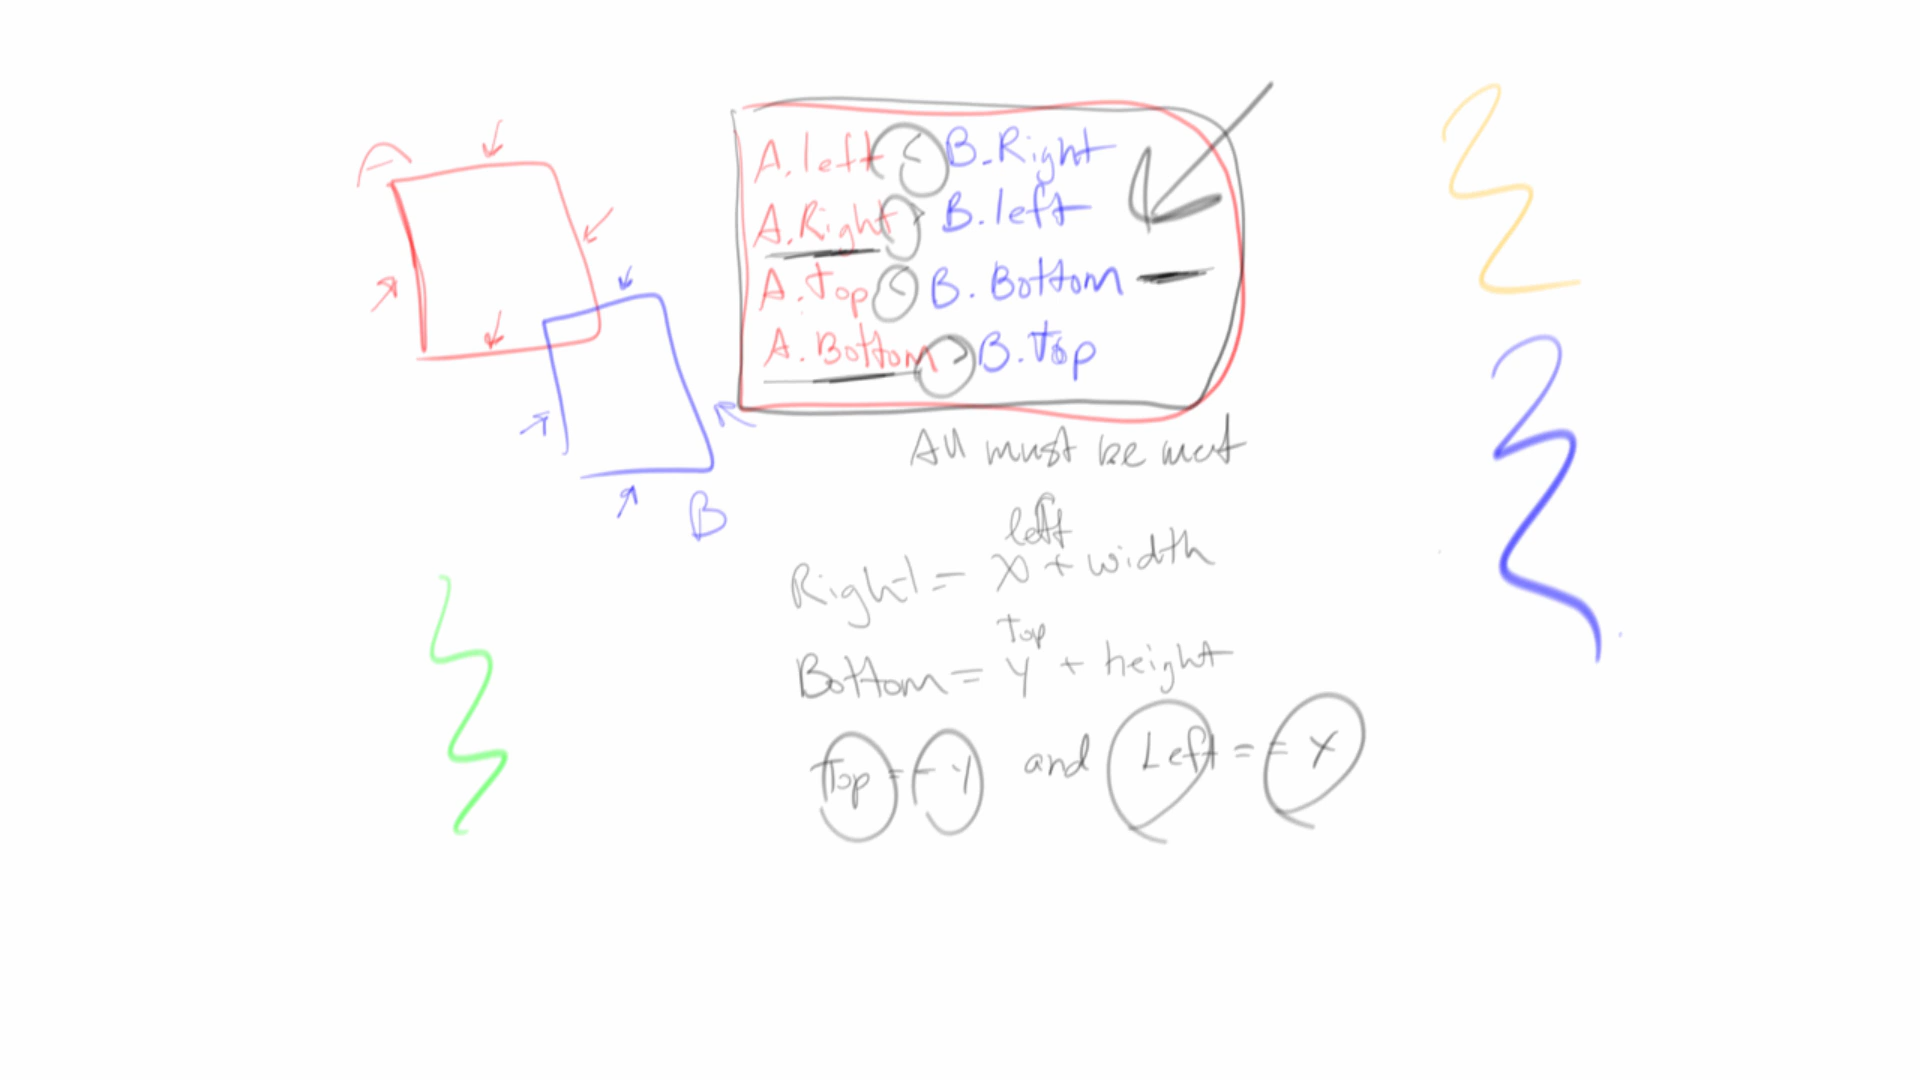 A
A.left < B.Right
A.Right > B.left
A.Top < B.Bottom
A.Bottom > B.Top
All must be met
B
left
Right = X + width
Top
Bottom = Y + height
Top == Y and Left == X